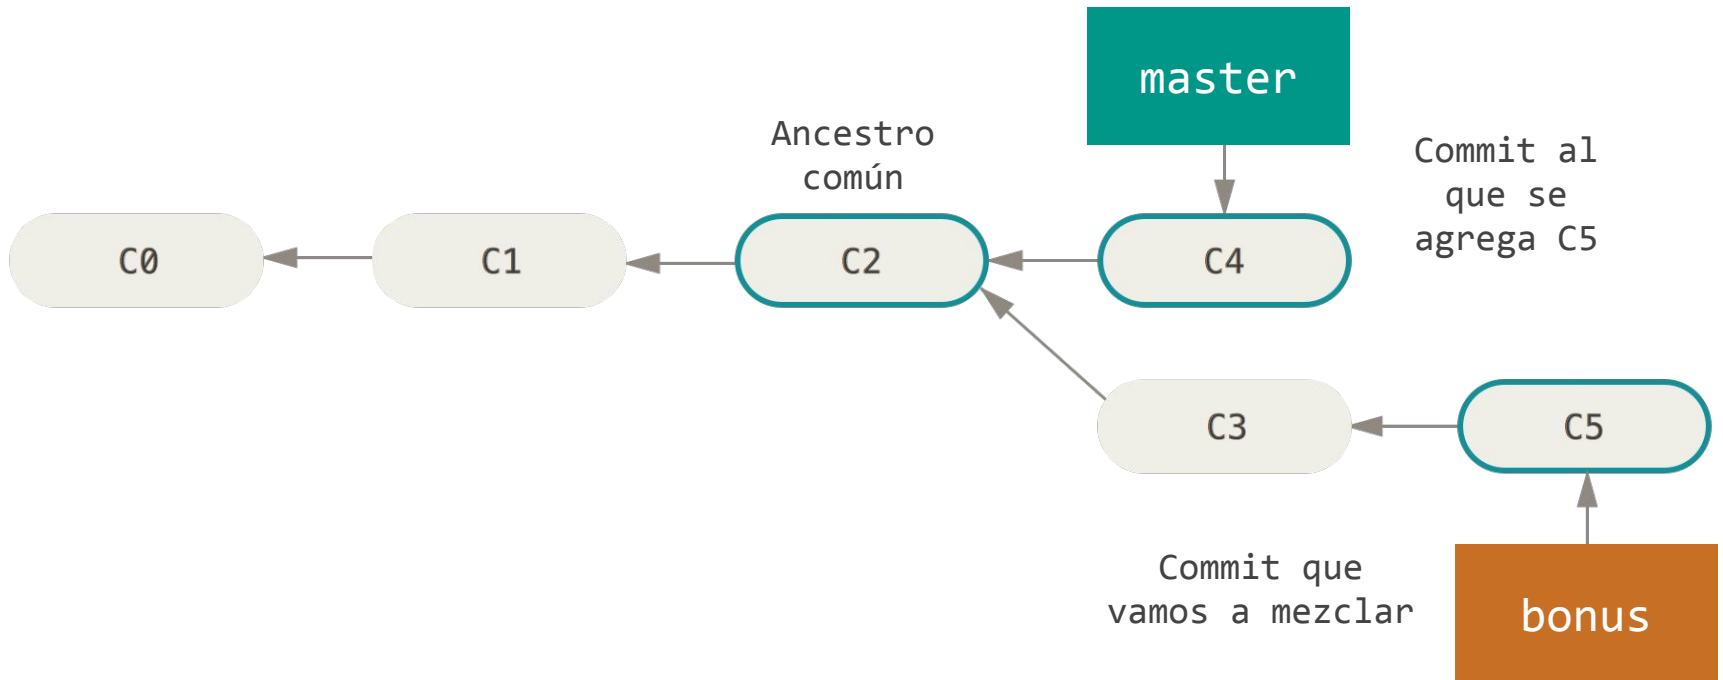 master
Ancestro
común
Commit al
que se
agrega C5
C0
C1
C2
C4
C3
C5
Commit que
vamos a mezclar
bonus